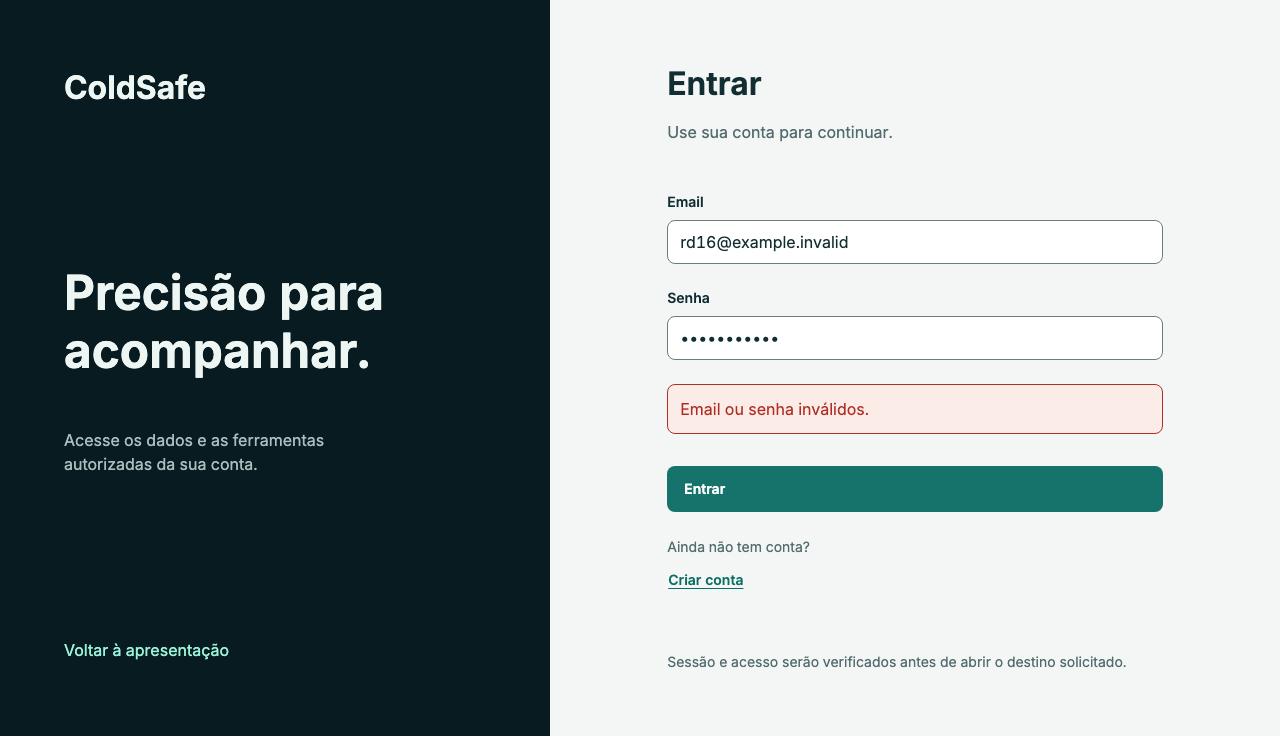 ColdSafe
Precisão para
acompanhar.
Acesse os dados e as ferramentas
autorizadas da sua conta.
Voltar à apresentação
Entrar
Use sua conta para continuar.
Email
rd16@example.invalid
Senha
•••••••••••
Email ou senha inválidos.
Entrar
Ainda não tem conta?
Criar conta
Sessão e acesso serão verificados antes de abrir o destino solicitado.